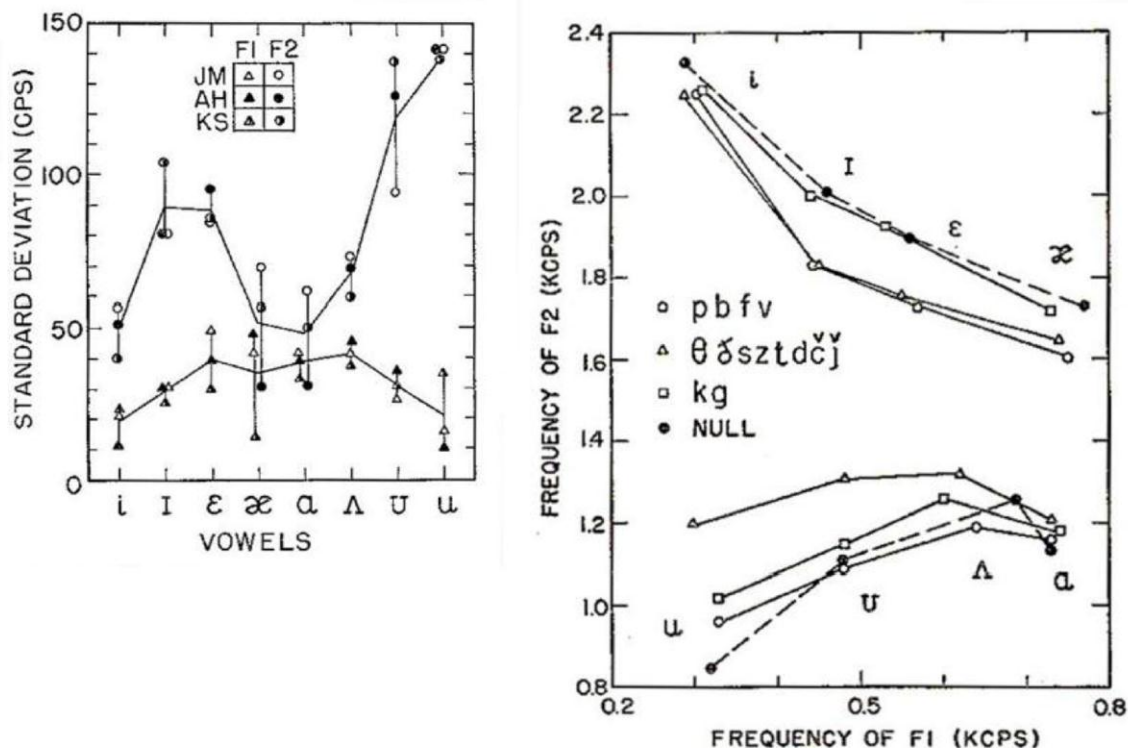 150
100
50
0
STANDARD DEVIATION (CPS)
F1 F2
JM
AH
KS
i I ε æ ɑ Λ U u
VOWELS
2.4
2.2
2.0
1.8
1.6
1.4
1.2
1.0
0.8
FREQUENCY OF F2 (KCPS)
i
I
ε
æ
p b f v
θ ð s z t d č ǰ
k g
NULL
u
U
Λ
ɑ
0.2 0.5 0.8
FREQUENCY OF F1 (KCPS)